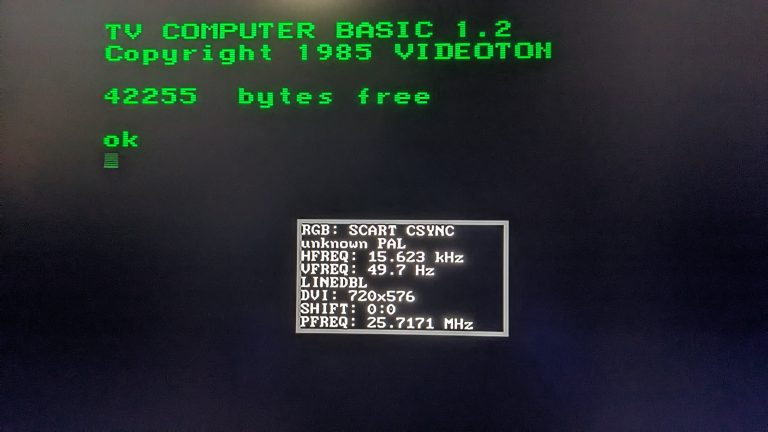 TV COMPUTER BASIC 1.2
Copyright 1985 VIDEOTON
42255  bytes free
ok
RGB: SCART CSYNC
unknown PAL
HFREQ: 15.623 kHz
VFREQ: 49.7 Hz
LINEDBL
DVI: 720x576
SHIFT: 0:0
PFREQ: 25.7171 MHz